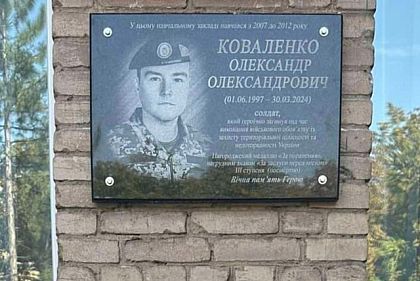 У цьому навчальному закладі навчався з 2007 до 2012 року
КОВАЛЕНКО
ОЛЕКСАНДР
ОЛЕКСАНДРОВИЧ
(01.06.1997 – 30.03.2024)
солдат,
який героїчно загинув під час
виконання військового обов'язку із
захисту територіальної цілісності та
недоторканості України
Нагороджений медаллю «За поранення»,
нагрудним знаком «За заслуги перед містом»
III ступеня (посмертно)
Вічна пам'ять Герою